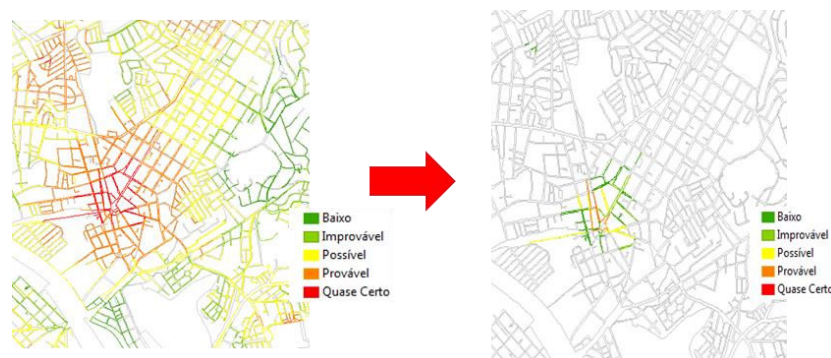 Baixo
Improvável
Possível
Provável
Quase Certo
Baixo
Improvável
Possível
Provável
Quase Certo